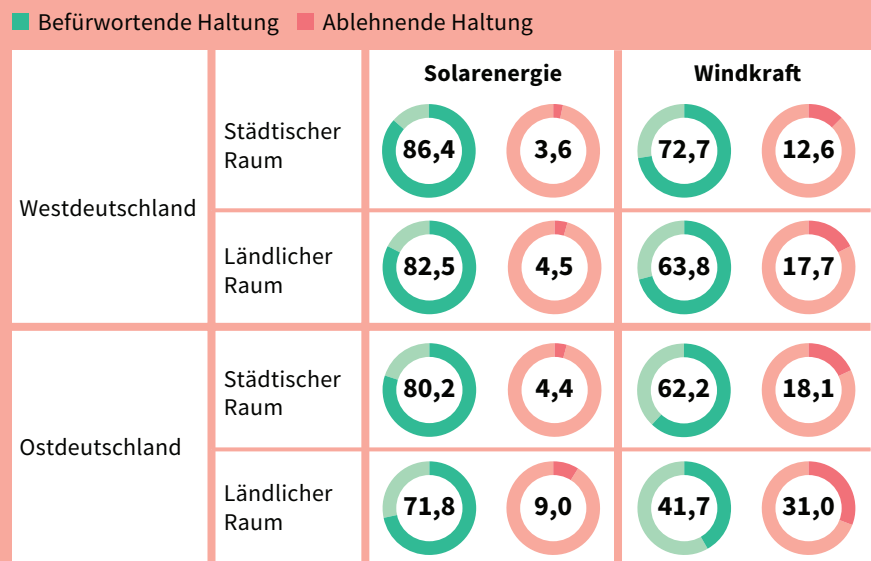 Befürwortende Haltung Ablehnende Haltung
Solarenergie Windkraft
Westdeutschland
Städtischer
Raum
86,4 3,6 72,7 12,6
Ländlicher
Raum
82,5 4,5 63,8 17,7
Ostdeutschland
Städtischer
Raum
80,2 4,4 62,2 18,1
Ländlicher
Raum
71,8 9,0 41,7 31,0